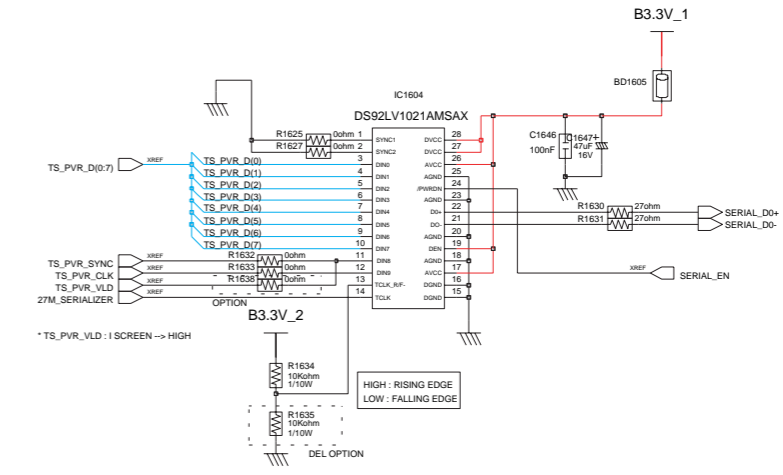 B3.3V_1
BD1605
IC1604
DS92LV1021AMSAX
R1625 0ohm 1 SYNC1 DVCC 28
R1627 0ohm 2 SYNC2 DVCC 27
C1646
100nF
C1647
47uF
16V
TS_PVR_D(0:7) XREF
TS_PVR_D(0) 3 DIN0 AVCC 26
TS_PVR_D(1) 4 DIN1 AGND 25
TS_PVR_D(2) 5 DIN2 /PWRDN 24
TS_PVR_D(3) 6 DIN3 AGND 23
TS_PVR_D(4) 7 DIN4 D0+ 22 R1630 27ohm SERIAL_D0+
TS_PVR_D(5) 8 DIN5 DO- 21 R1631 27ohm SERIAL_D0-
TS_PVR_D(6) 9 DIN6 AGND 20
TS_PVR_D(7) 10 DIN7 DEN 19
TS_PVR_SYNC XREF R1632 0ohm 11 DIN8 AGND 18
TS_PVR_CLK XREF R1633 0ohm 12 DIN9 AVCC 17
TS_PVR_VLD XREF R1638 0ohm 13 TCLK_R/F- DGND 16
27M_SERIALIZER XREF 14 TCLK DGND 15
XREF SERIAL_EN
OPTION
B3.3V_2
* TS_PVR_VLD : I SCREEN --> HIGH
R1634
10Kohm
1/10W
HIGH : RISING EDGE
LOW : FALLING EDGE
R1635
10Kohm
1/10W
DEL OPTION